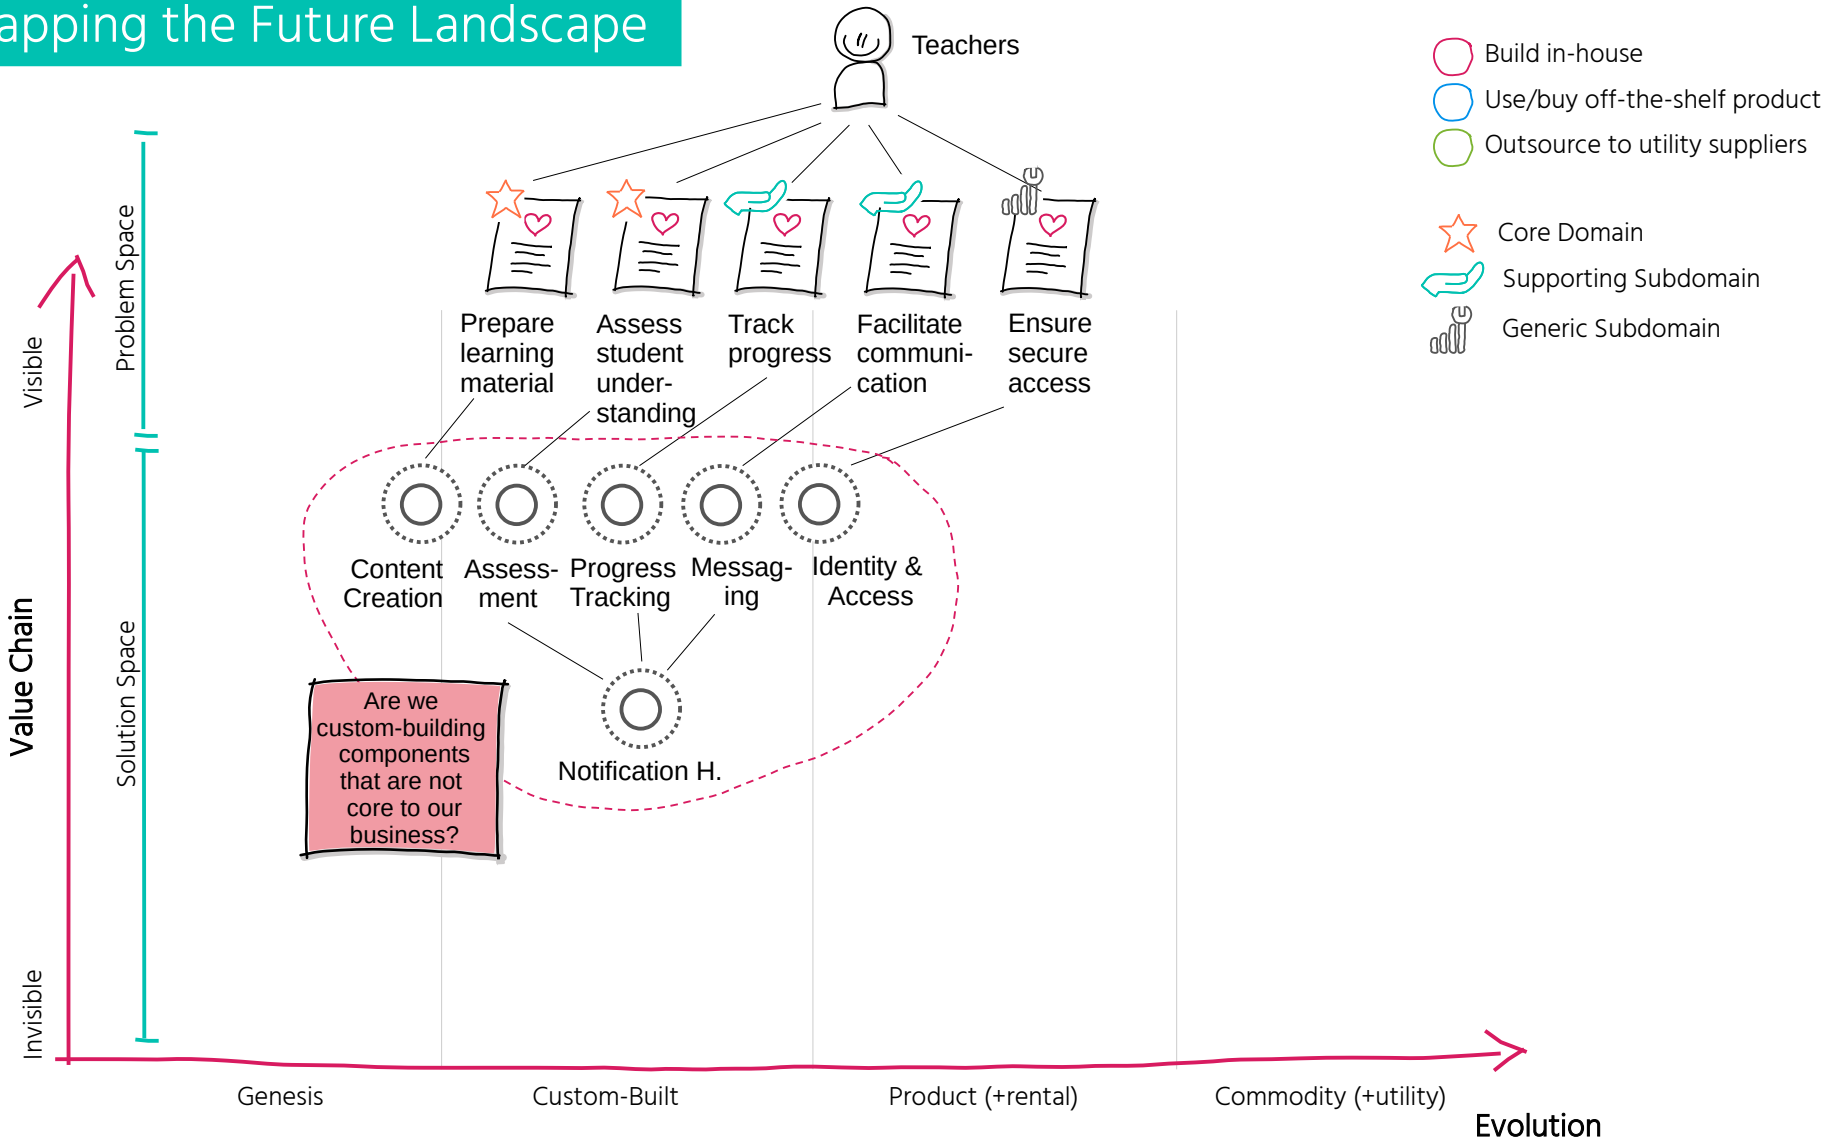 apping the Future Landscape
Teachers
Build in-house
Use/buy off-the-shelf product
Outsource to utility suppliers
Core Domain
Supporting Subdomain
Generic Subdomain
Prepare
learning
material
Assess
student
under-
standing
Track
progress
Facilitate
communi-
cation
Ensure
secure
access
Content
Creation
Assess-
ment
Progress
Tracking
Messag-
ing
Identity &
Access
Notification H.
Are we
custom-building
components
that are not
core to our
business?
Visible
Value Chain
Invisible
Problem Space
Solution Space
Genesis
Custom-Built
Product (+rental)
Commodity (+utility)
Evolution